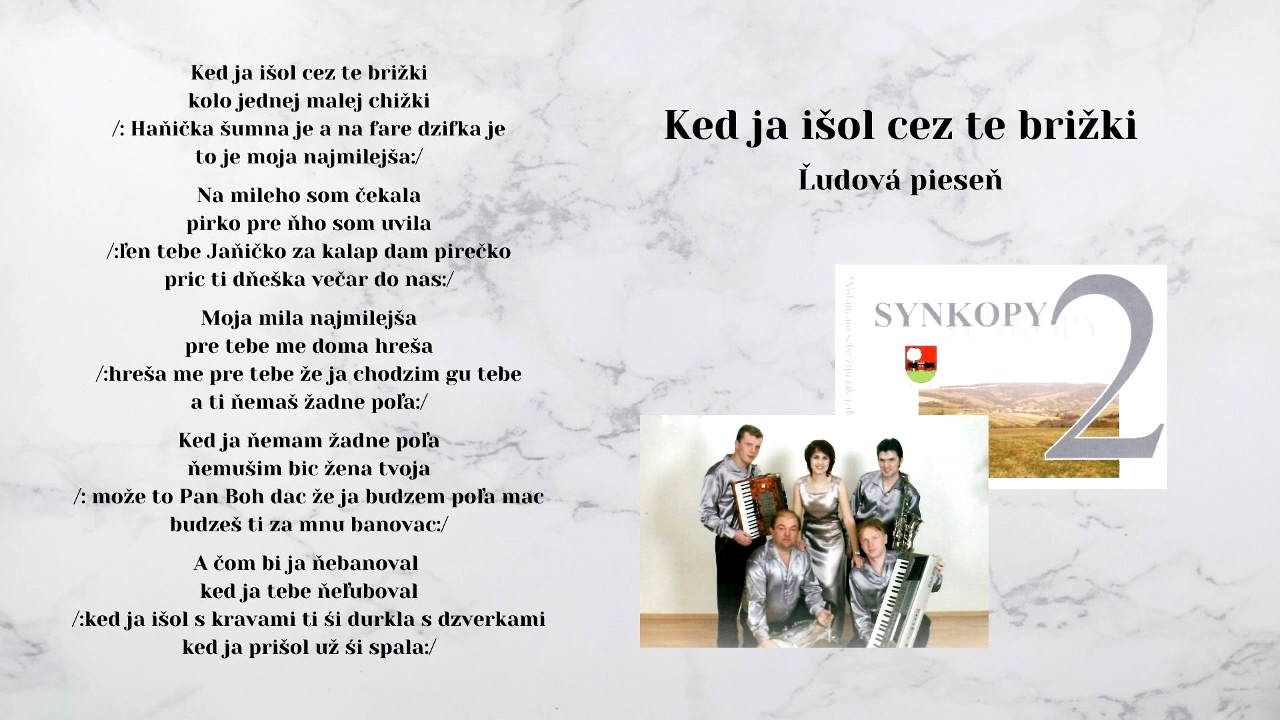 Ked ja išol cez te brižki
kolo jednej malej chižki
/: Haňička šumna je a na fare dzifka je
to je moja najmilejša:/
Na mileho som čekala
pirko pre ňho som uvila
/:ľen tebe Jaňičko za kalap dam pirečko
pric ti dňeška večar do nas:/
Moja mila najmilejša
pre tebe me doma hreša
/:hreša me pre tebe že ja chodzim gu tebe
a ti ňemaš žadne poľa:/
Ked ja ňemam žadne poľa
ňemušim bic žena tvoja
/: može to Pan Boh dac že ja budzem poľa mac
budzeš ti za mnu banovac:/
A čom bi ja ňebanoval
ked ja tebe ňeľuboval
/:ked ja išol s kravami ti śi durkla s dzverkami
ked ja prišol už śi spala:/
Ked ja išol cez te brižki
Ľudová pieseň
SYNKOPY 2